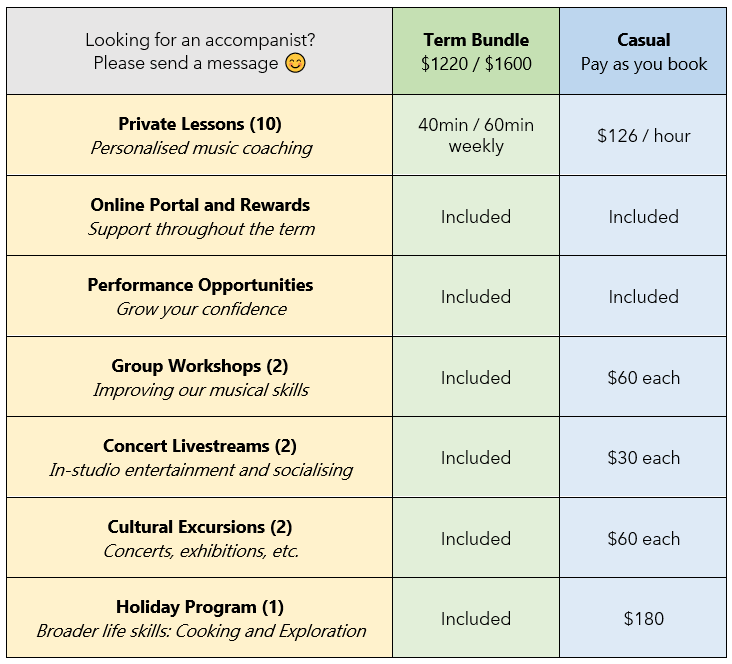 Looking for an accompanist?
Please send a message 😊
Term Bundle
$1220 / $1600
Casual
Pay as you book
Private Lessons (10)
Personalised music coaching
40min / 60min
weekly
$126 / hour
Online Portal and Rewards
Support throughout the term
Included
Included
Performance Opportunities
Grow your confidence
Included
Included
Group Workshops (2)
Improving our musical skills
Included
$60 each
Concert Livestreams (2)
In-studio entertainment and socialising
Included
$30 each
Cultural Excursions (2)
Concerts, exhibitions, etc.
Included
$60 each
Holiday Program (1)
Broader life skills: Cooking and Exploration
Included
$180